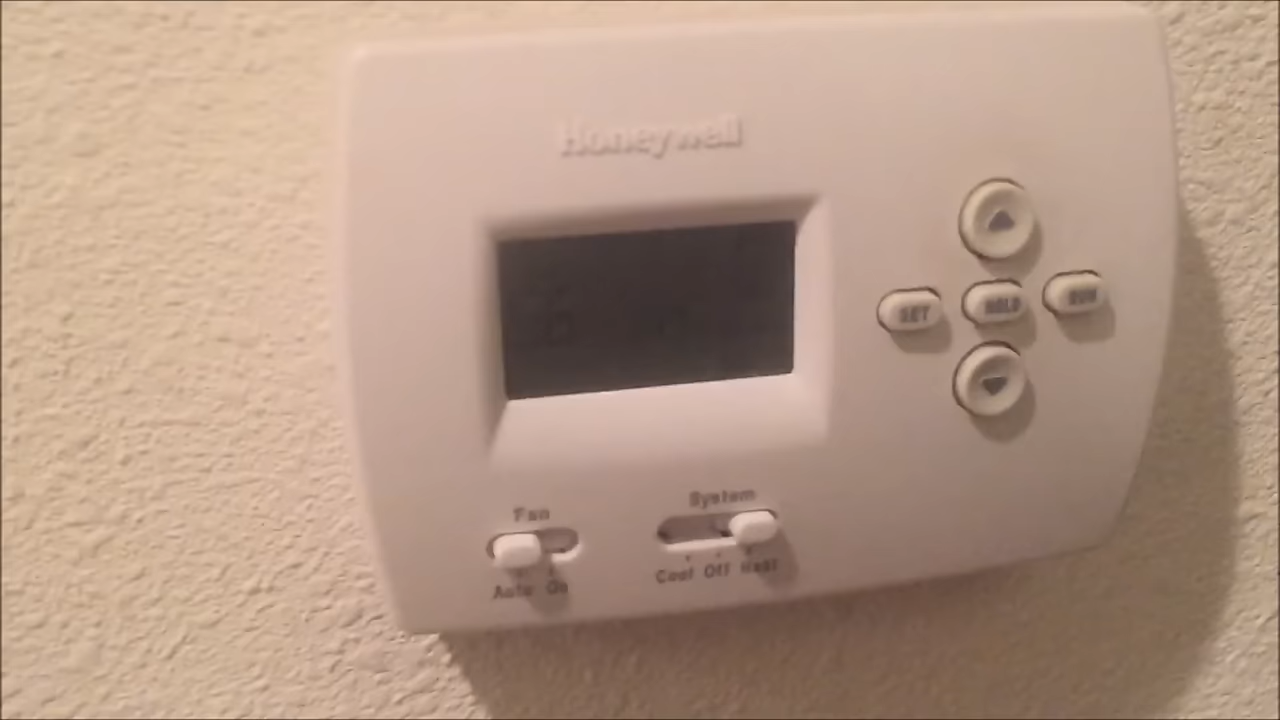 Honeywell
SET HOLD RUN
Fan
System
Auto On
Cool Off Heat